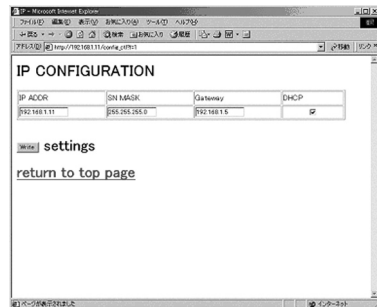 IP - Microsoft Internet Explorer
ファイル(F) 編集(E) 表示(V) お気に入り(A) ツール(T) ヘルプ(H)
戻る 検索 お気に入り 履歴
アドレス(D) http://192.168.1.11/config_ctl?t=1 移動 リンク
IP CONFIGURATION
IP ADDR SN MASK Gateway DHCP
192.168.1.11 255.255.255.0 192.168.1.5
Write settings
return to top page
ページが表示されました インターネット